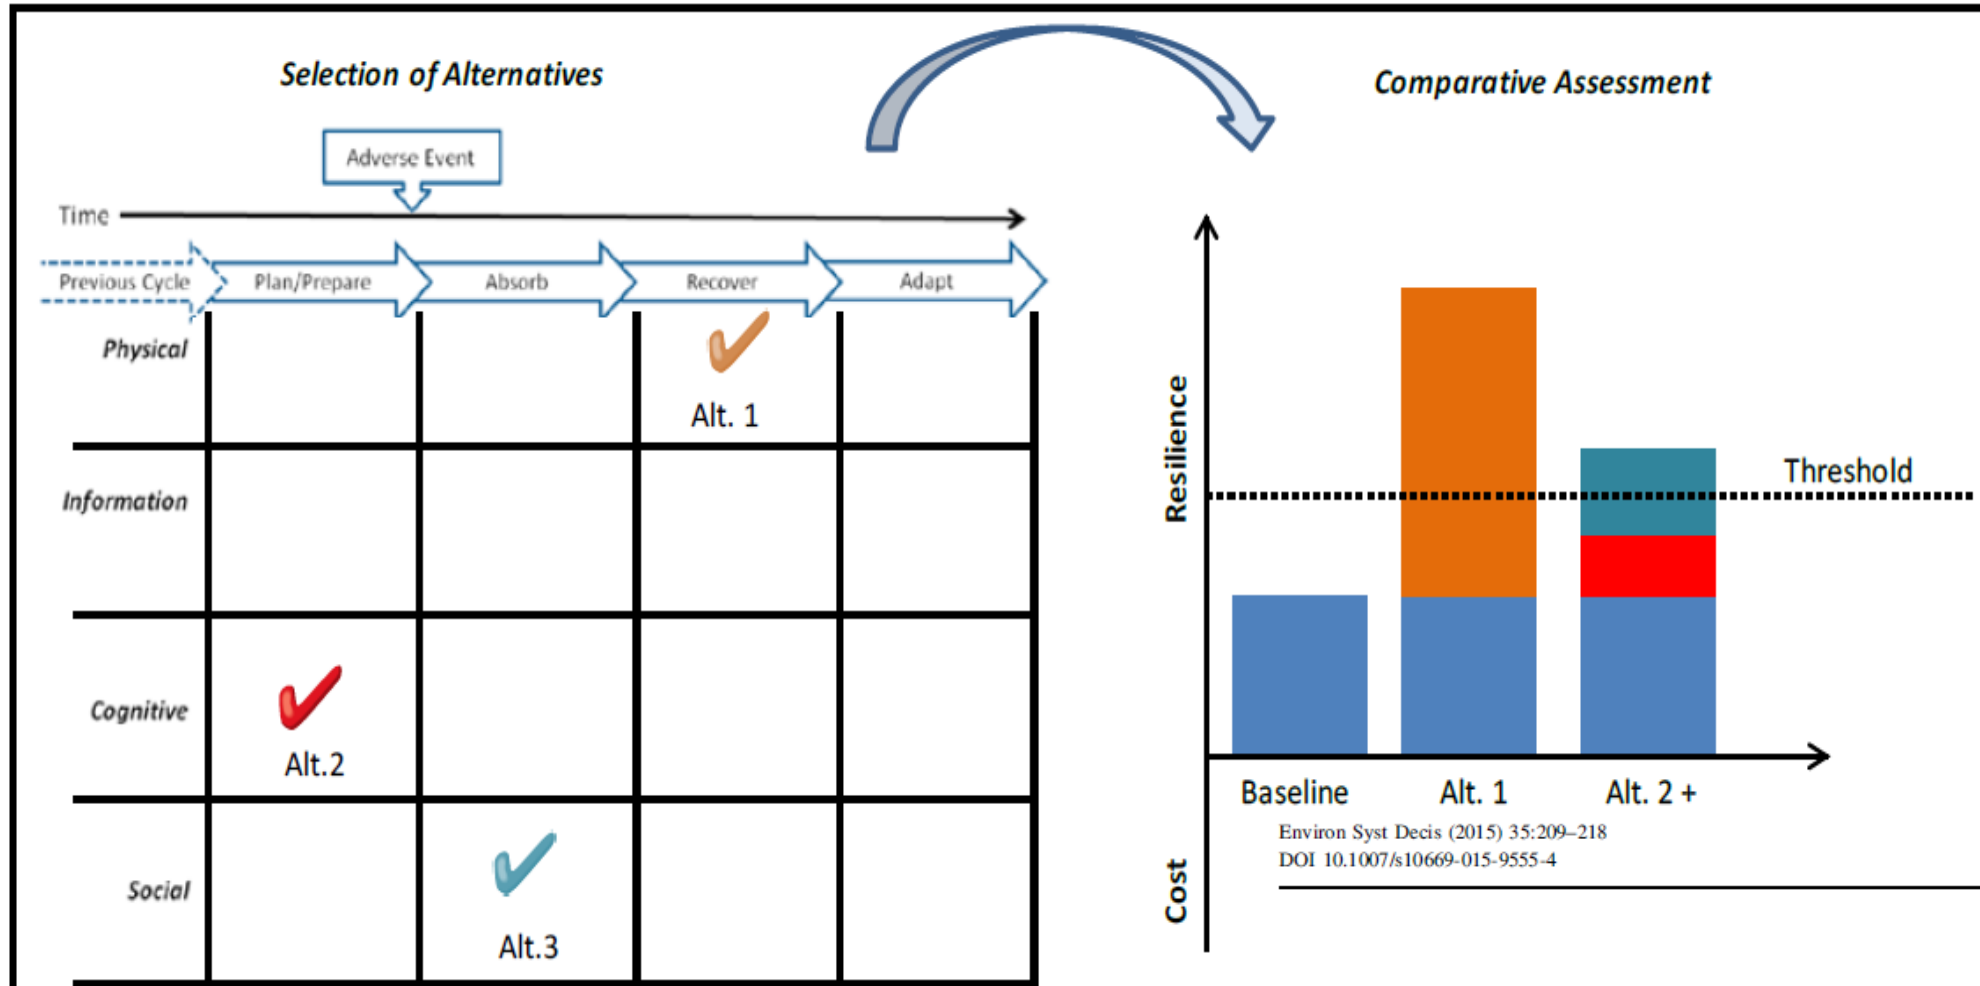 Selection of Alternatives
Comparative Assessment
Adverse Event
Time
Previous Cycle
Plan/Prepare
Absorb
Recover
Adapt
Physical
Alt. 1
Information
Cognitive
Alt.2
Social
Alt.3
Resilience
Threshold
Baseline
Alt. 1
Alt. 2 +
Environ Syst Decis (2015) 35:209–218
DOI 10.1007/s10669-015-9555-4
Cost